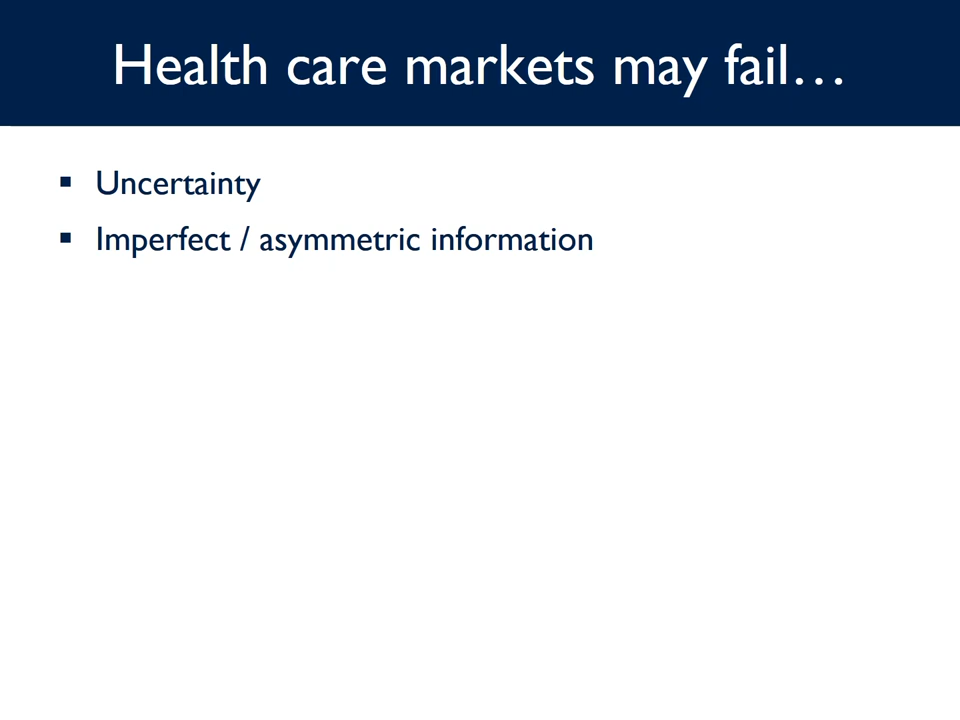 Health care markets may fail…
▪ Uncertainty
▪ Imperfect / asymmetric information